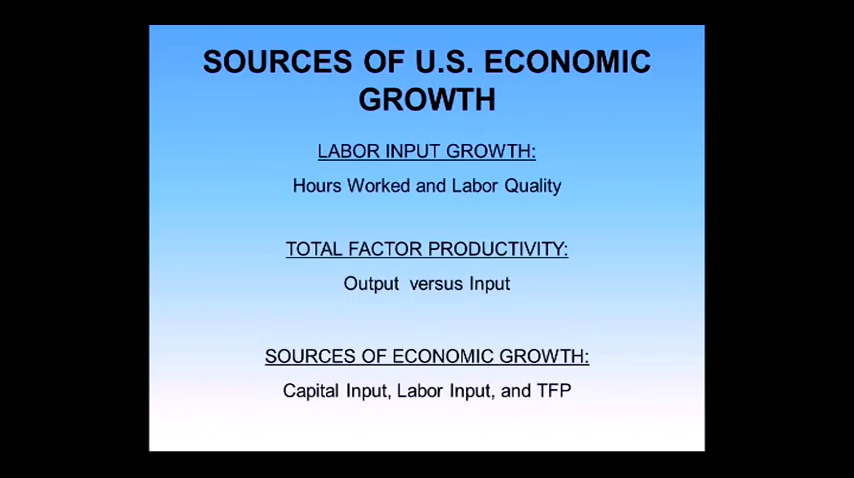 SOURCES OF U.S. ECONOMIC
GROWTH
LABOR INPUT GROWTH:
Hours Worked and Labor Quality
TOTAL FACTOR PRODUCTIVITY:
Output versus Input
SOURCES OF ECONOMIC GROWTH:
Capital Input, Labor Input, and TFP